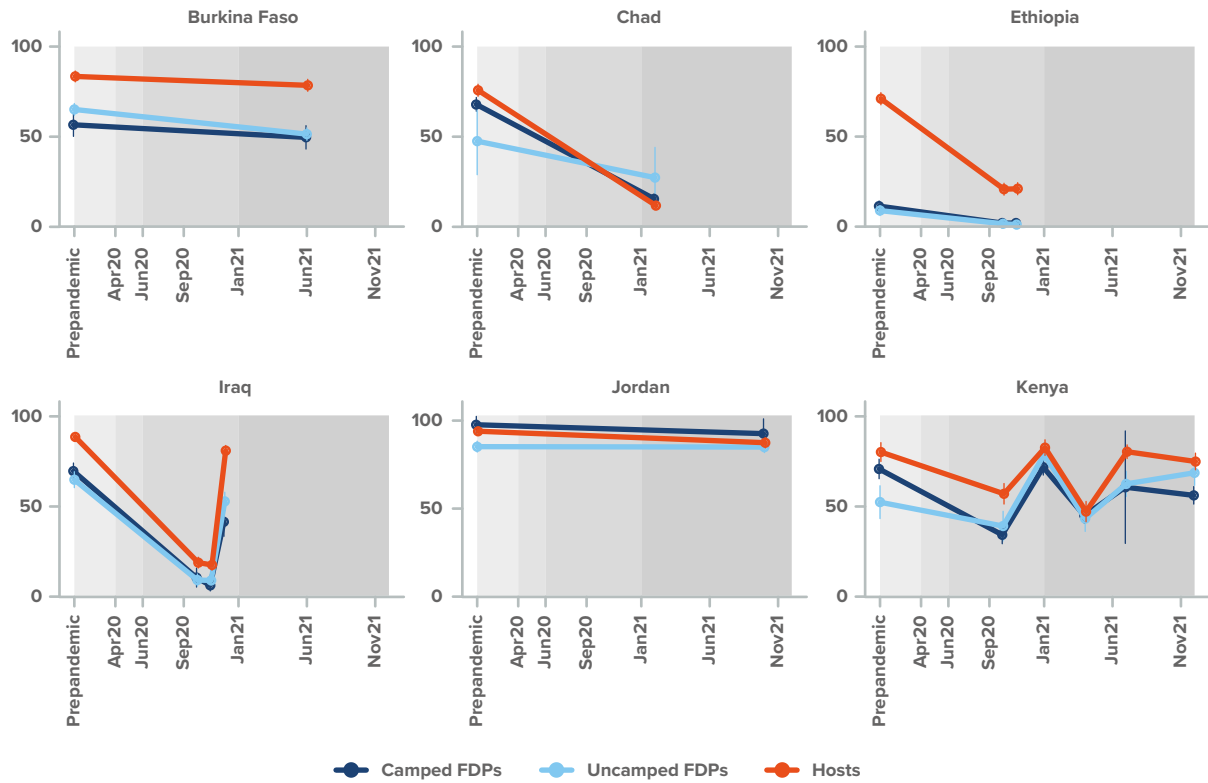 Burkina Faso
Chad
Ethiopia
100
50
0
Prepandemic
Apr20
Jun20
Sep20
Jan21
Jun21
Nov21
100
50
0
Prepandemic
Apr20
Jun20
Sep20
Jan21
Jun21
Nov21
100
50
0
Prepandemic
Apr20
Jun20
Sep20
Jan21
Jun21
Nov21
Iraq
Jordan
Kenya
100
50
0
Prepandemic
Apr20
Jun20
Sep20
Jan21
Jun21
Nov21
100
50
0
Prepandemic
Apr20
Jun20
Sep20
Jan21
Jun21
Nov21
100
50
0
Prepandemic
Apr20
Jun20
Sep20
Jan21
Jun21
Nov21
Camped FDPs Uncamped FDPs Hosts